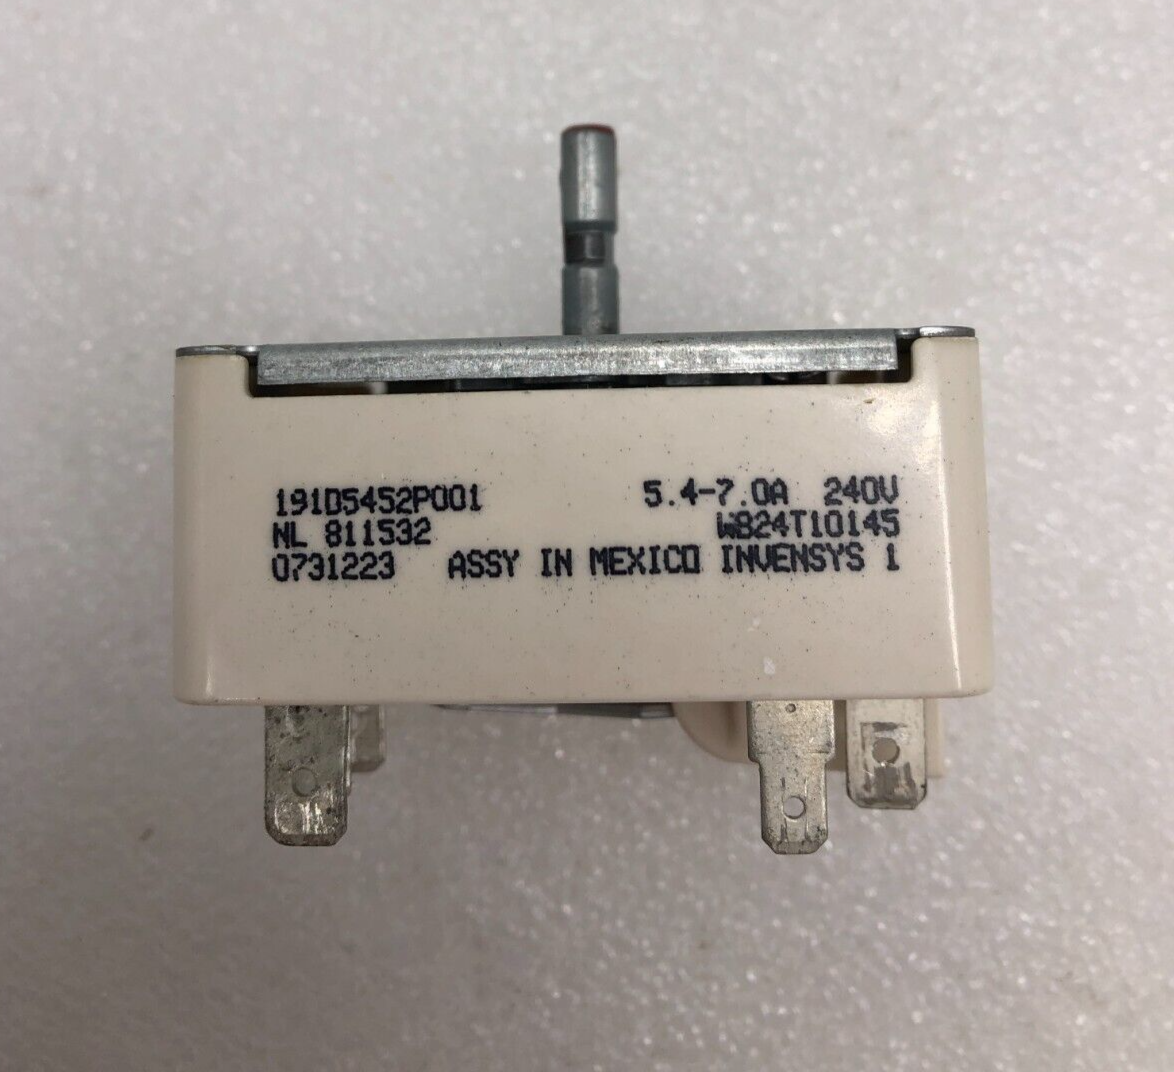 191D5452P001 5.4-7.0A 240V
NL 811532 WB24T10145
0731223 ASSY IN MEXICO INVENSYS 1